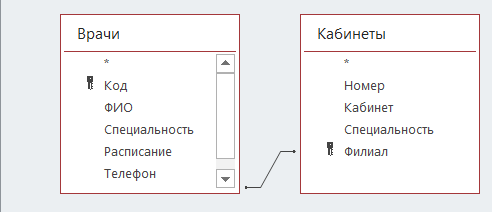 Врачи
*
Код
ФИО
Специальность
Расписание
Телефон
Кабинеты
*
Номер
Кабинет
Специальность
Филиал